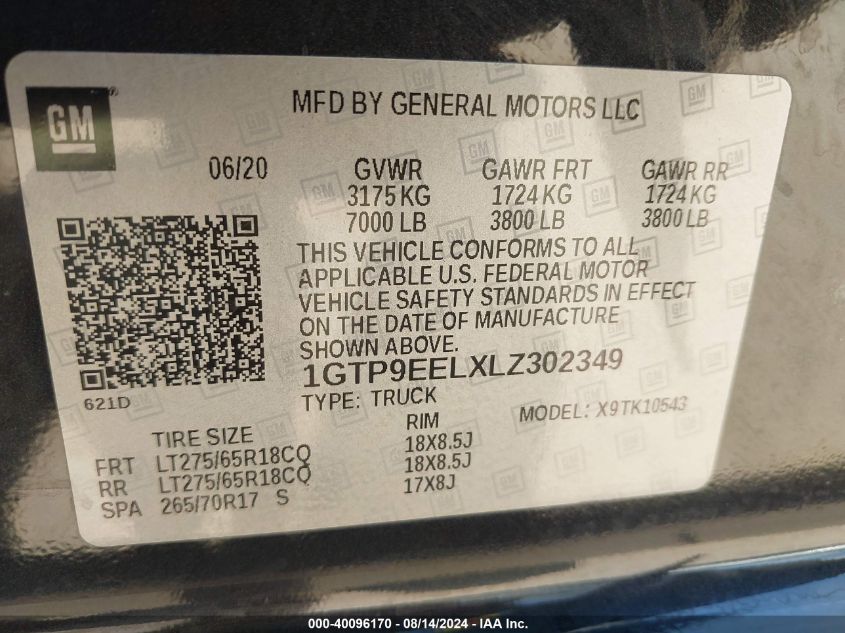 GM
MFD BY GENERAL MOTORS LLC
06/20 GVWR GAWR FRT GAWR RR
3175 KG 1724 KG 1724 KG
7000 LB 3800 LB 3800 LB
THIS VEHICLE CONFORMS TO ALL
APPLICABLE U.S. FEDERAL MOTOR
VEHICLE SAFETY STANDARDS IN EFFECT
ON THE DATE OF MANUFACTURE
SHOWN ABOVE.
1GTP9EELXLZ302349
621D
TYPE: TRUCK MODEL: X9TK10543
TIRE SIZE RIM
FRT LT275/65R18CQ 18X8.5J
RR LT275/65R18CQ 18X8.5J
SPA 265/70R17 S 17X8J
000-40096170 | 08/14/2024 - IAA Inc.